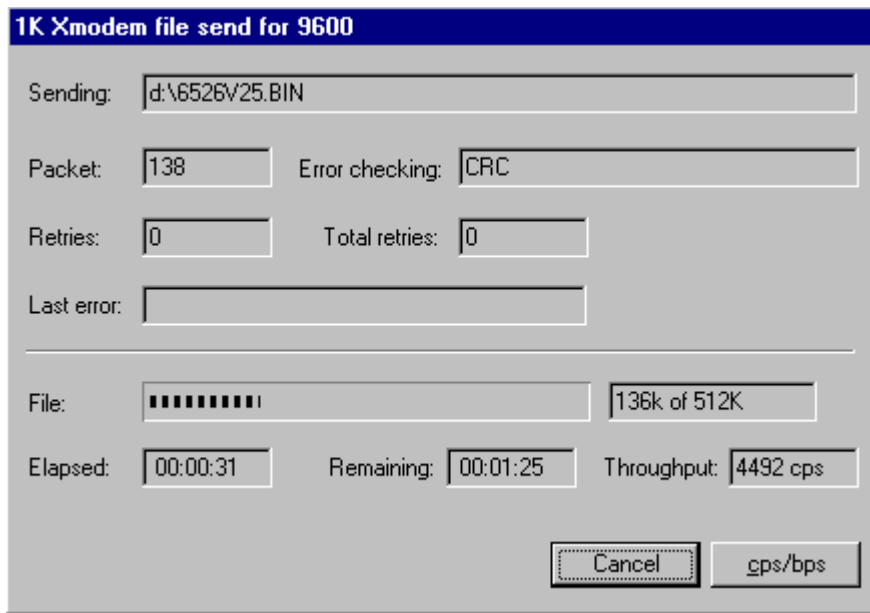 1K Xmodem file send for 9600
Sending: d:\6526V25.BIN
Packet: 138 Error checking: CRC
Retries: 0 Total retries: 0
Last error:
File: 136k of 512K
Elapsed: 00:00:31 Remaining: 00:01:25 Throughput: 4492 cps
Cancel cps/bps